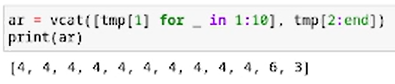 ar = vcat([tmp[1] for _ in 1:10], tmp[2:end])
print(ar)
[4, 4, 4, 4, 4, 4, 4, 4, 4, 4, 6, 3]